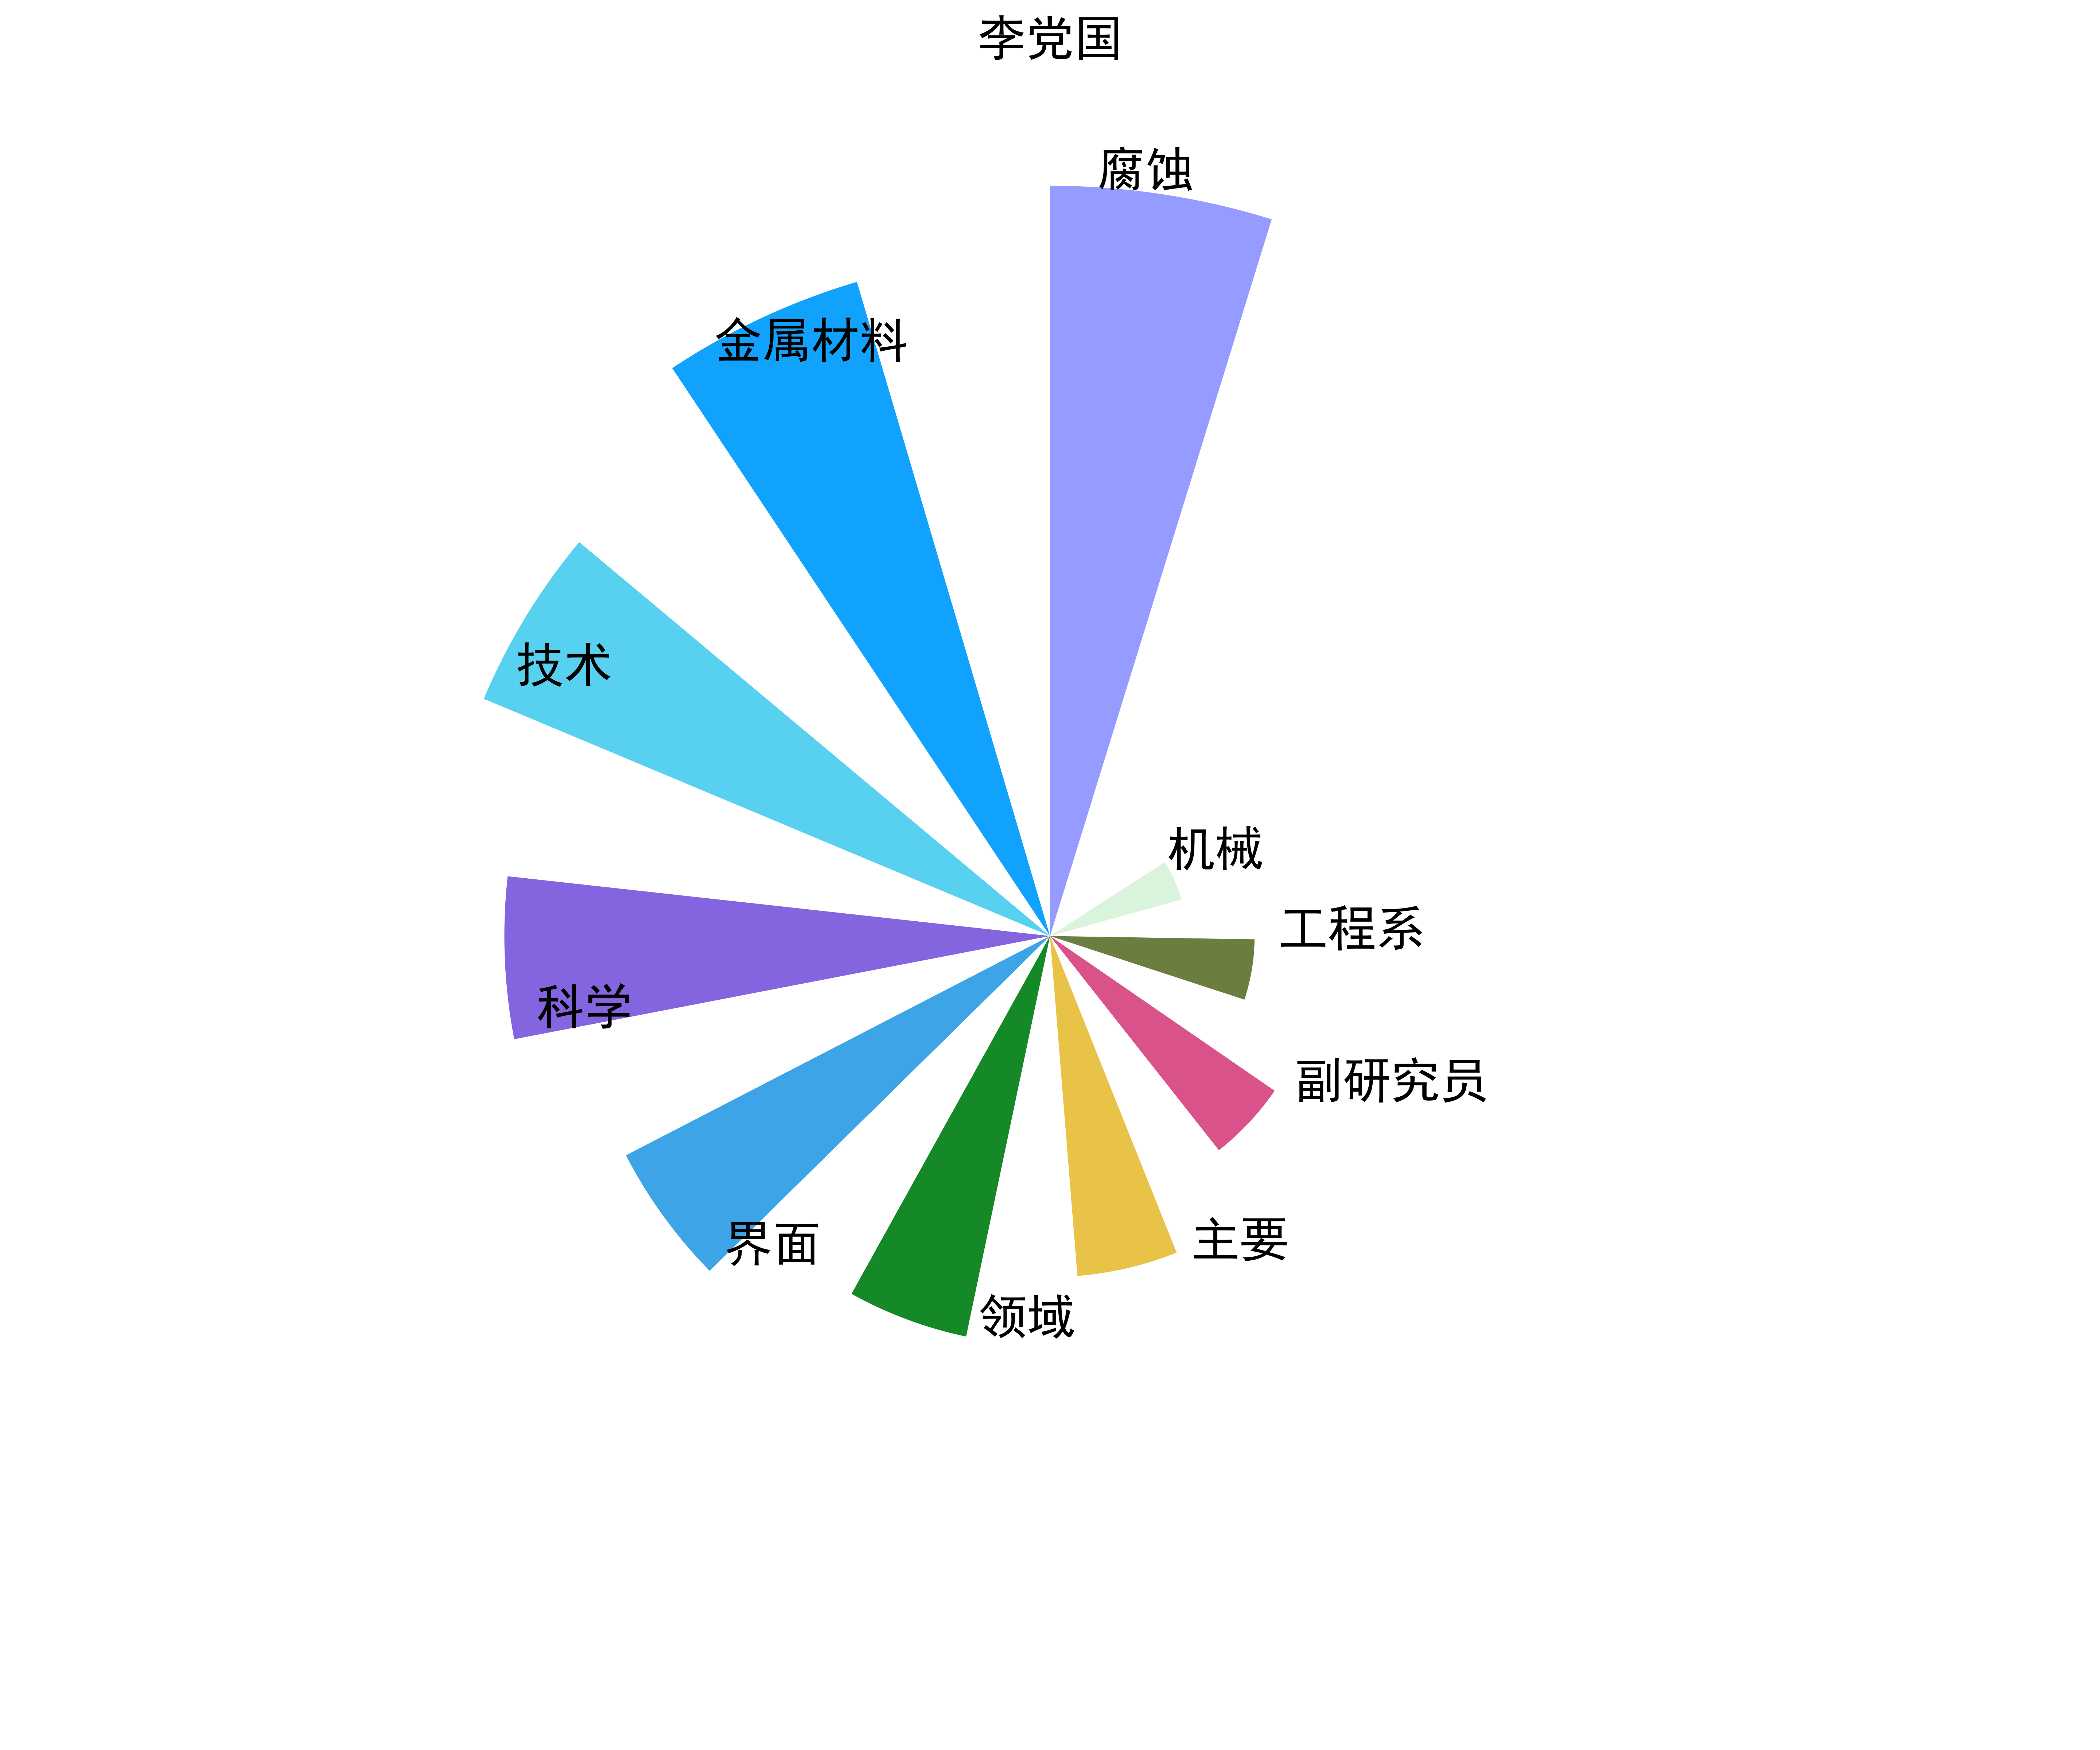 李党国
腐蚀
金属材料
技术
机械
工程系
科学
副研究员
主要
界面
领域